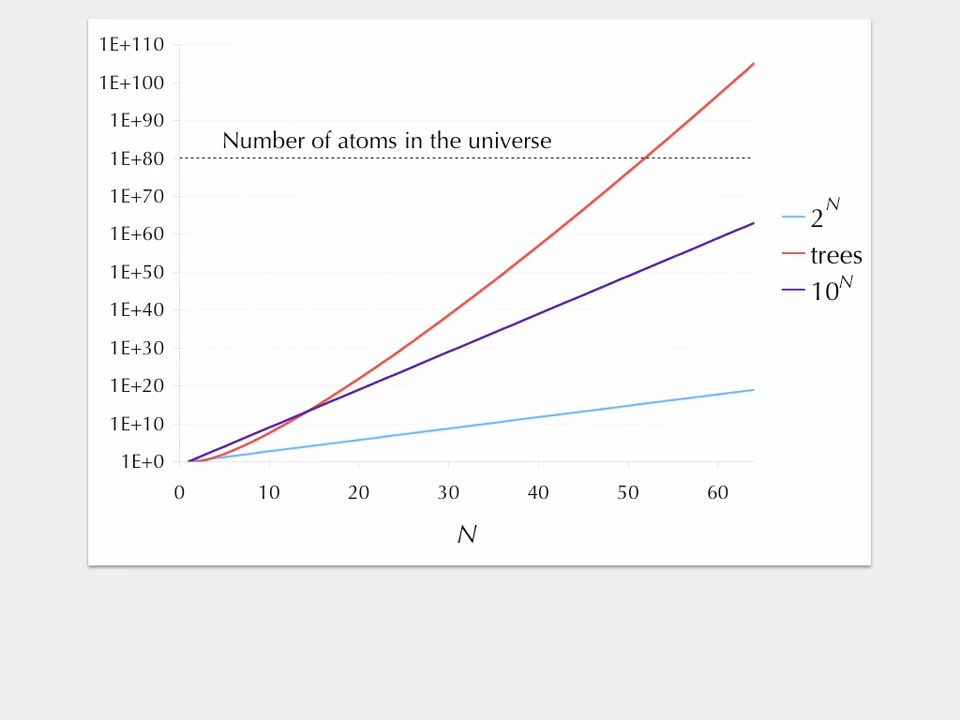 1E+110
1E+100
1E+90
Number of atoms in the universe
1E+80
1E+70
1E+60
1E+50
1E+40
1E+30
1E+20
1E+10
1E+0
0 10 20 30 40 50 60
N
2^N
trees
10^N